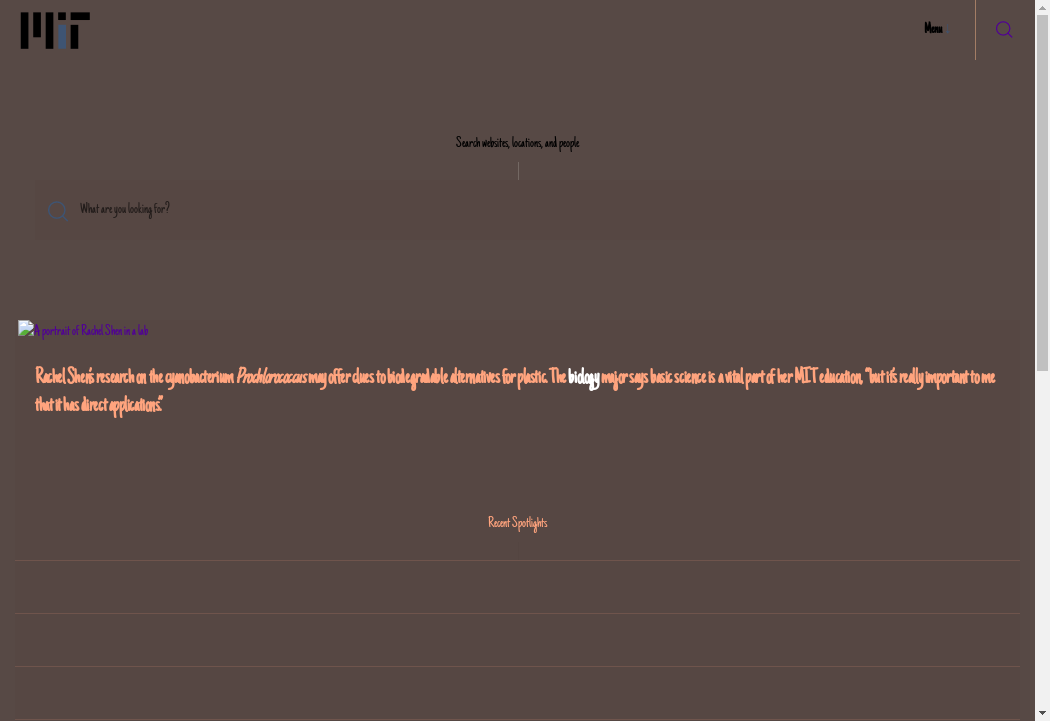 MIT
Menu
Search websites, locations, and people
What are you looking for?
A portrait of Rachel Shen in a lab
Rachel Shen's research on the cyanobacterium Prochlorococcus may offer clues to biodegradable alternatives for plastic. The biology major says basic science is a vital part of her MIT education, “but it's really important to me
that it has direct applications.”
Recent Spotlights